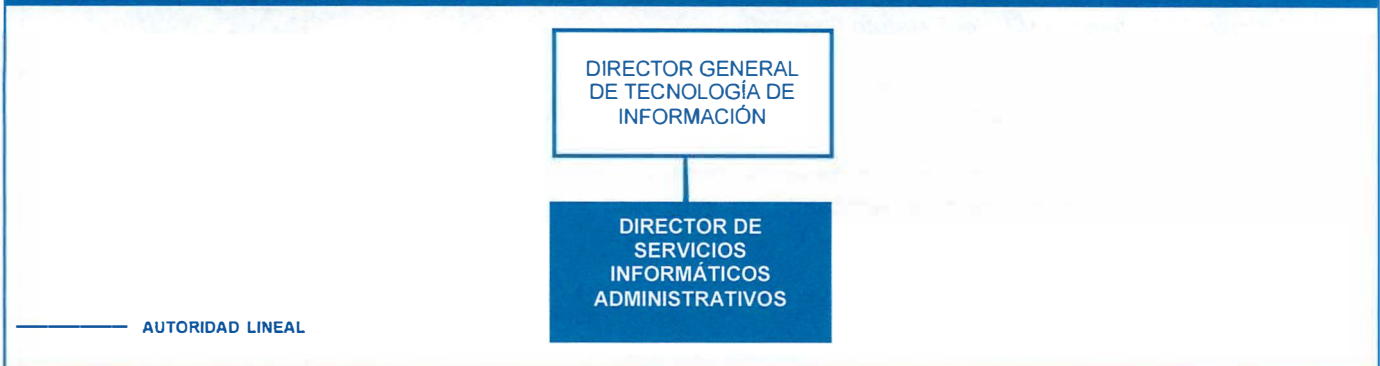 DIRECTOR GENERAL
DE TECNOLOGÍA DE
INFORMACIÓN
DIRECTOR DE
SERVICIOS
INFORMÁTICOS
ADMINISTRATIVOS
AUTORIDAD LINEAL